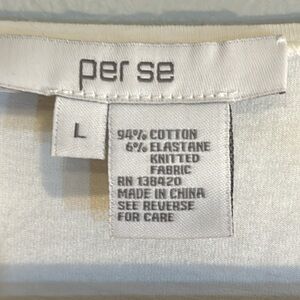 per se
L
94% COTTON
6% ELASTANE
KNITTED
FABRIC
RN 138420
MADE IN CHINA
SEE REVERSE
FOR CARE